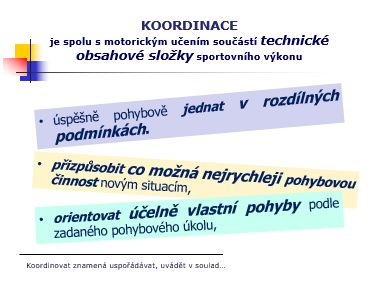 KOORDINACE
je spolu s motorickým učením součástí technické
obsahové složky sportovního výkonu
• úspěšně pohybově jednat v rozdílných
podmínkách.
• přizpůsobit co možná nejrychleji pohybovou
činnost novým situacím,
• orientovat účelně vlastní pohyby podle
zadaného pohybového úkolu,
Koordinovat znamená uspořádávat, uvádět v soulad…